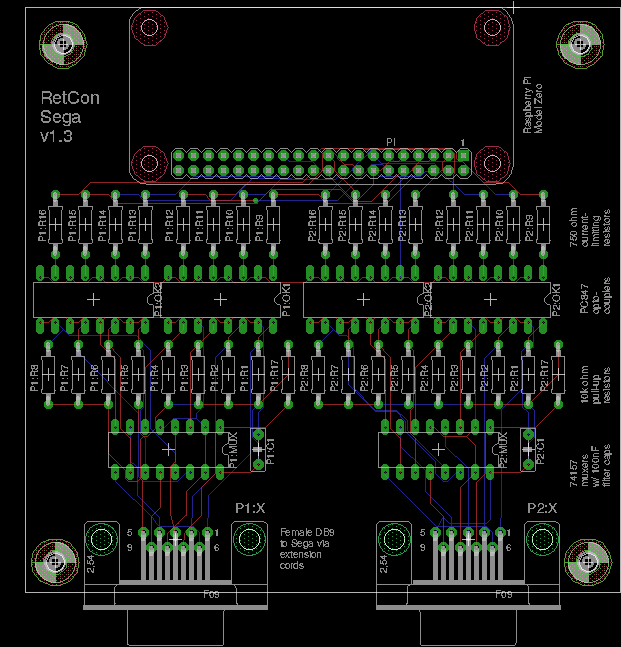 RetCon
Sega
v1.3
Raspberry Pi
Model Zero
PI
1
P1:R16
P1:R15
P1:R14
P1:R13
P1:R12
P1:R11
P1:R10
P1:R9
P2:R16
P2:R15
P2:R14
P2:R13
P2:R12
P2:R11
P2:R10
P2:R9
760 ohm
current-
limiting
resistors
P1:OK2
P1:OK1
P2:OK2
P2:OK1
PC847
opto-
couplers
P1:R8
P1:R7
P1:R6
P1:R5
P1:R4
P1:R3
P1:R2
P1:R1
P1:R17
P2:R8
P2:R7
P2:R6
P2:R5
P2:R4
P2:R3
P2:R2
P2:R1
P2:R17
10k ohm
pull-up
resistors
P1:MUX
P1:C1
P2:MUX
P2:C1
74157
muxers
w/ 100nF
filter caps
P1:X
P2:X
5
1
9
6
2,54
F09
Female DB9
to Sega via
extension
cords
5
1
9
6
2,54
F09